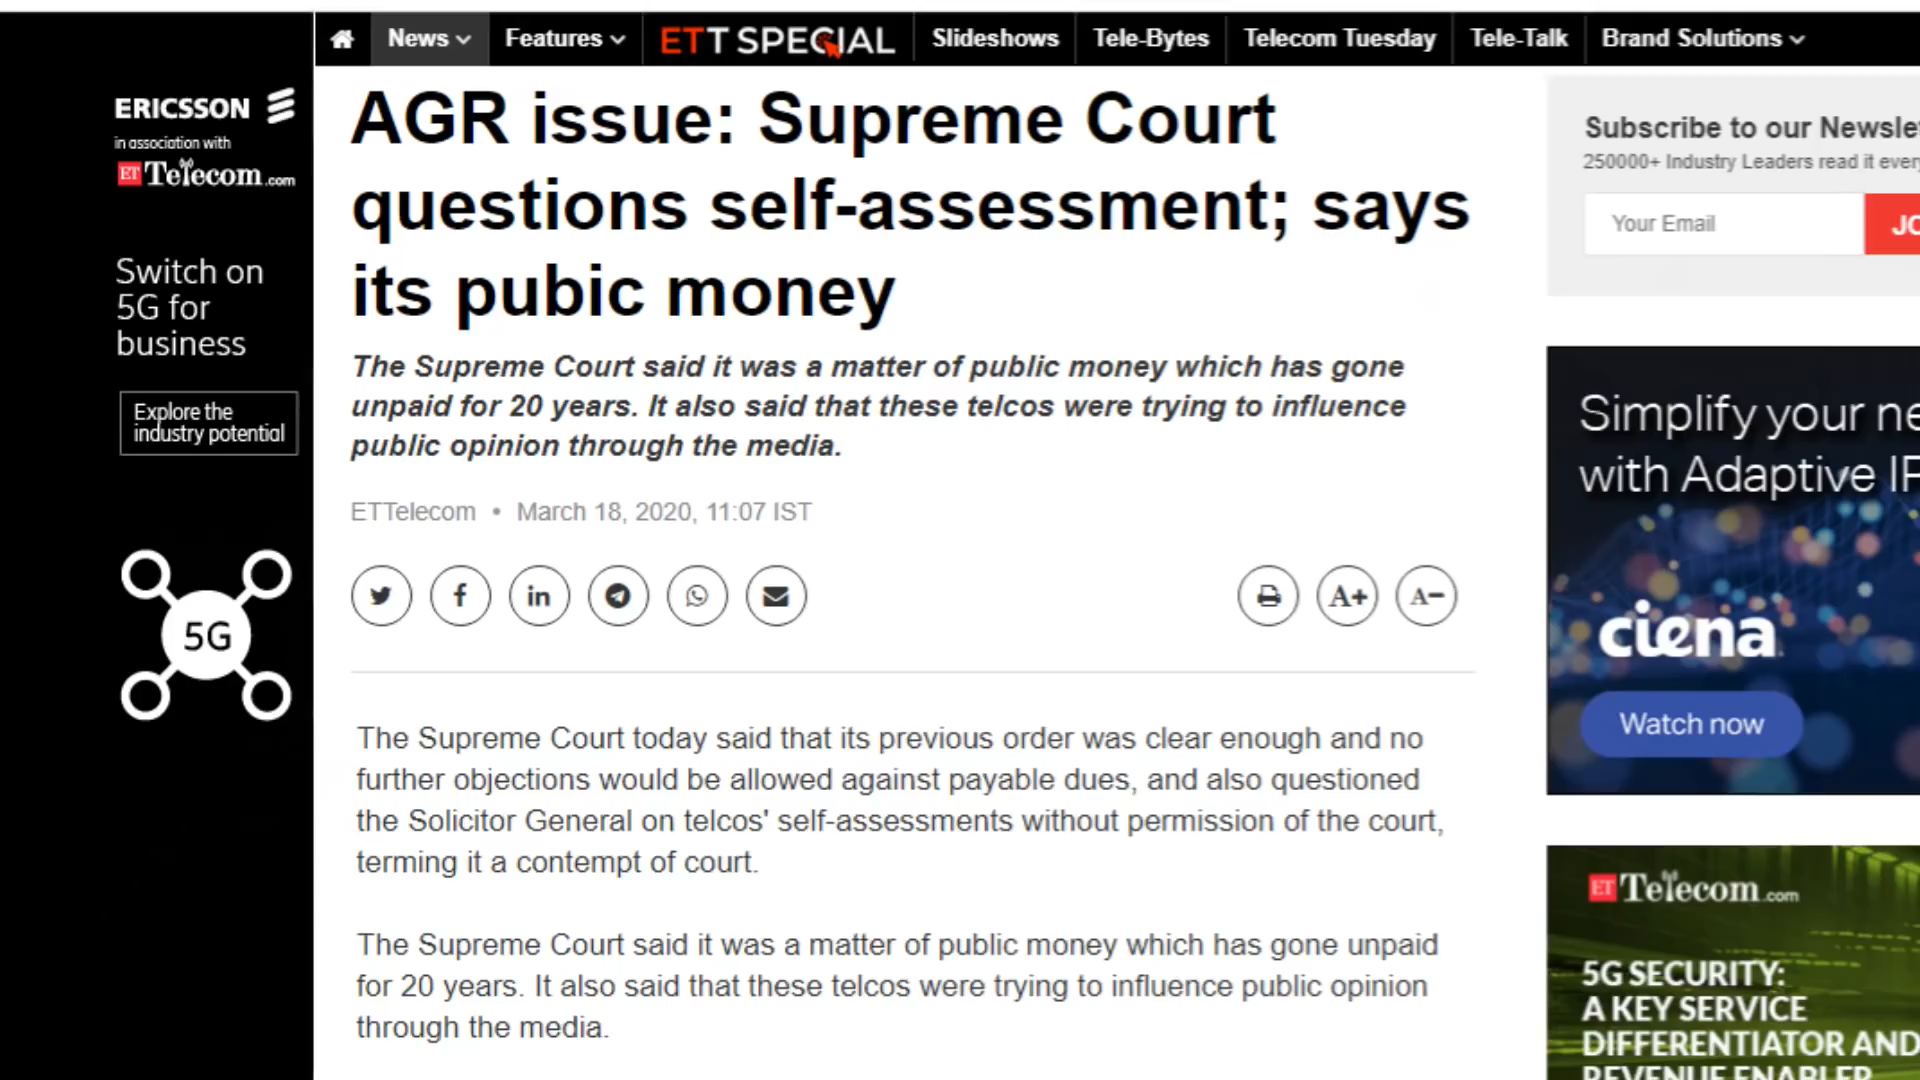 News
Features
ETT SPECIAL
Slideshows
Tele-Bytes
Telecom Tuesday
Tele-Talk
Brand Solutions
ERICSSON
in association with
ET Telecom.com
Switch on
5G for
business
Explore the
industry potential
5G
AGR issue: Supreme Court
questions self-assessment; says
its pubic money
The Supreme Court said it was a matter of public money which has gone
unpaid for 20 years. It also said that these telcos were trying to influence
public opinion through the media.
ETTelecom • March 18, 2020, 11:07 IST
A+
A-
The Supreme Court today said that its previous order was clear enough and no
further objections would be allowed against payable dues, and also questioned
the Solicitor General on telcos' self-assessments without permission of the court,
terming it a contempt of court.
The Supreme Court said it was a matter of public money which has gone unpaid
for 20 years. It also said that these telcos were trying to influence public opinion
through the media.
Subscribe to our
250000+ Industry Leaders read it
Your Email
Simplify your
with Adaptive
ciena
Watch now
ET Telecom.com
5G SECURITY:
A KEY SERVICE
DIFFERENTIATOR AND
REVENUE ENABLER